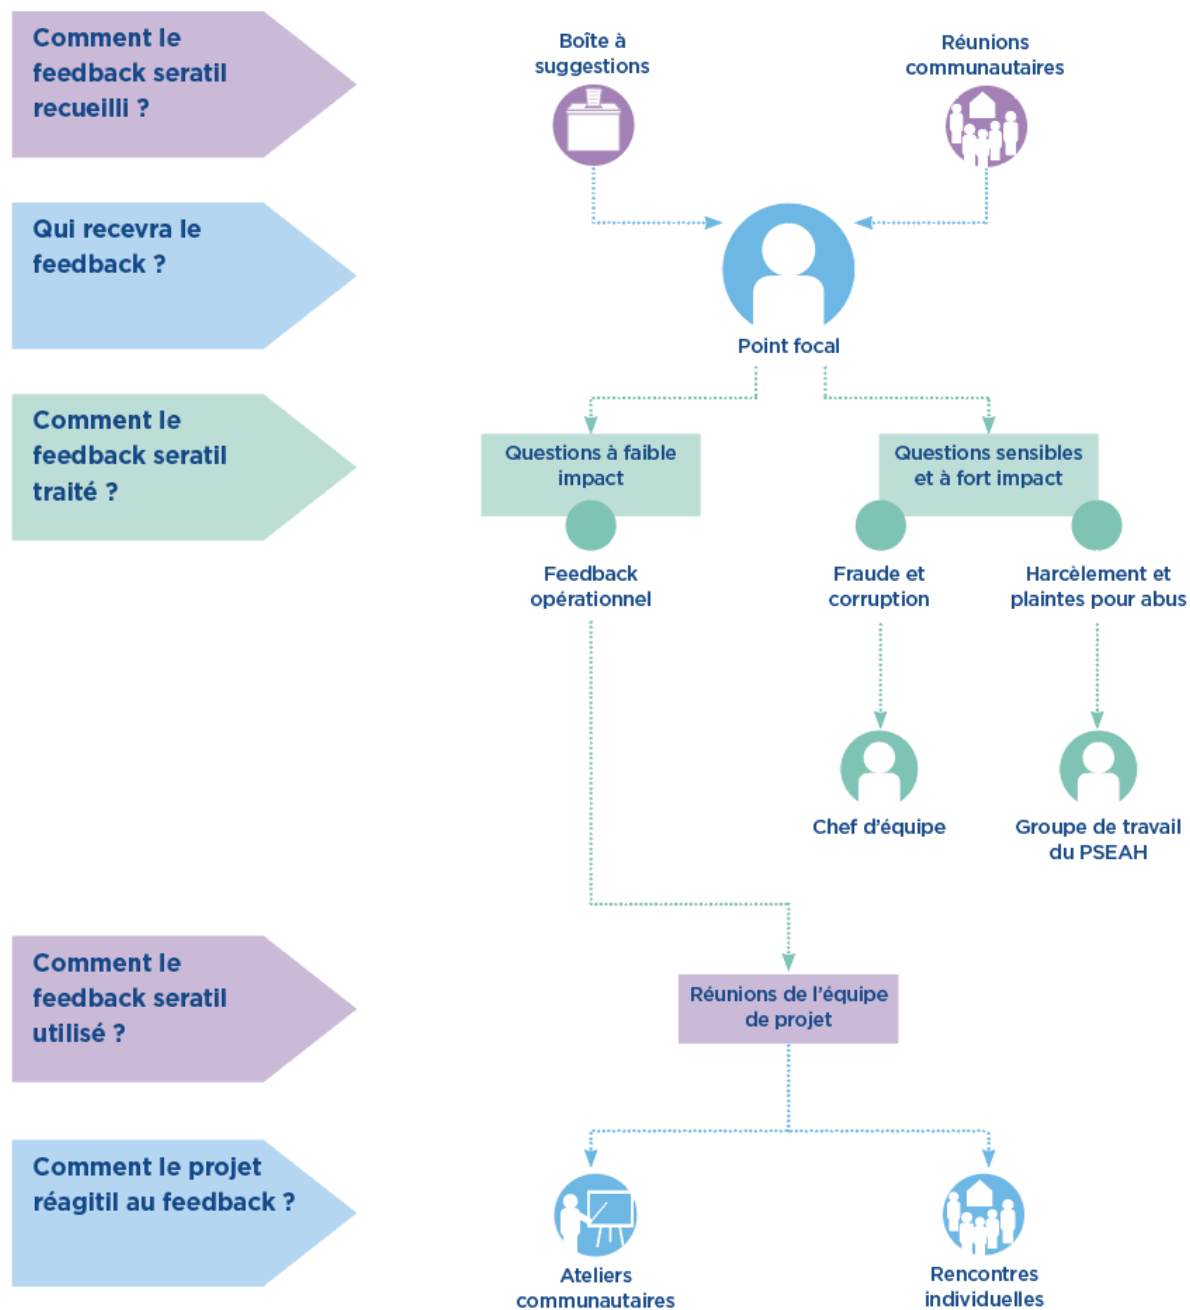 Comment le
feedback seratil
recueilli ?
Boîte à
suggestions
Réunions
communautaires
Qui recevra le
feedback ?
Point focal
Comment le
feedback seratil
traité ?
Questions à faible
impact
Questions sensibles
et à fort impact
Feedback
opérationnel
Fraude et
corruption
Harcèlement et
plaintes pour abus
Chef d'équipe
Groupe de travail
du PSEAH
Comment le
feedback seratil
utilisé ?
Réunions de l'équipe
de projet
Comment le projet
réagitil au feedback ?
Ateliers
communautaires
Rencontres
individuelles